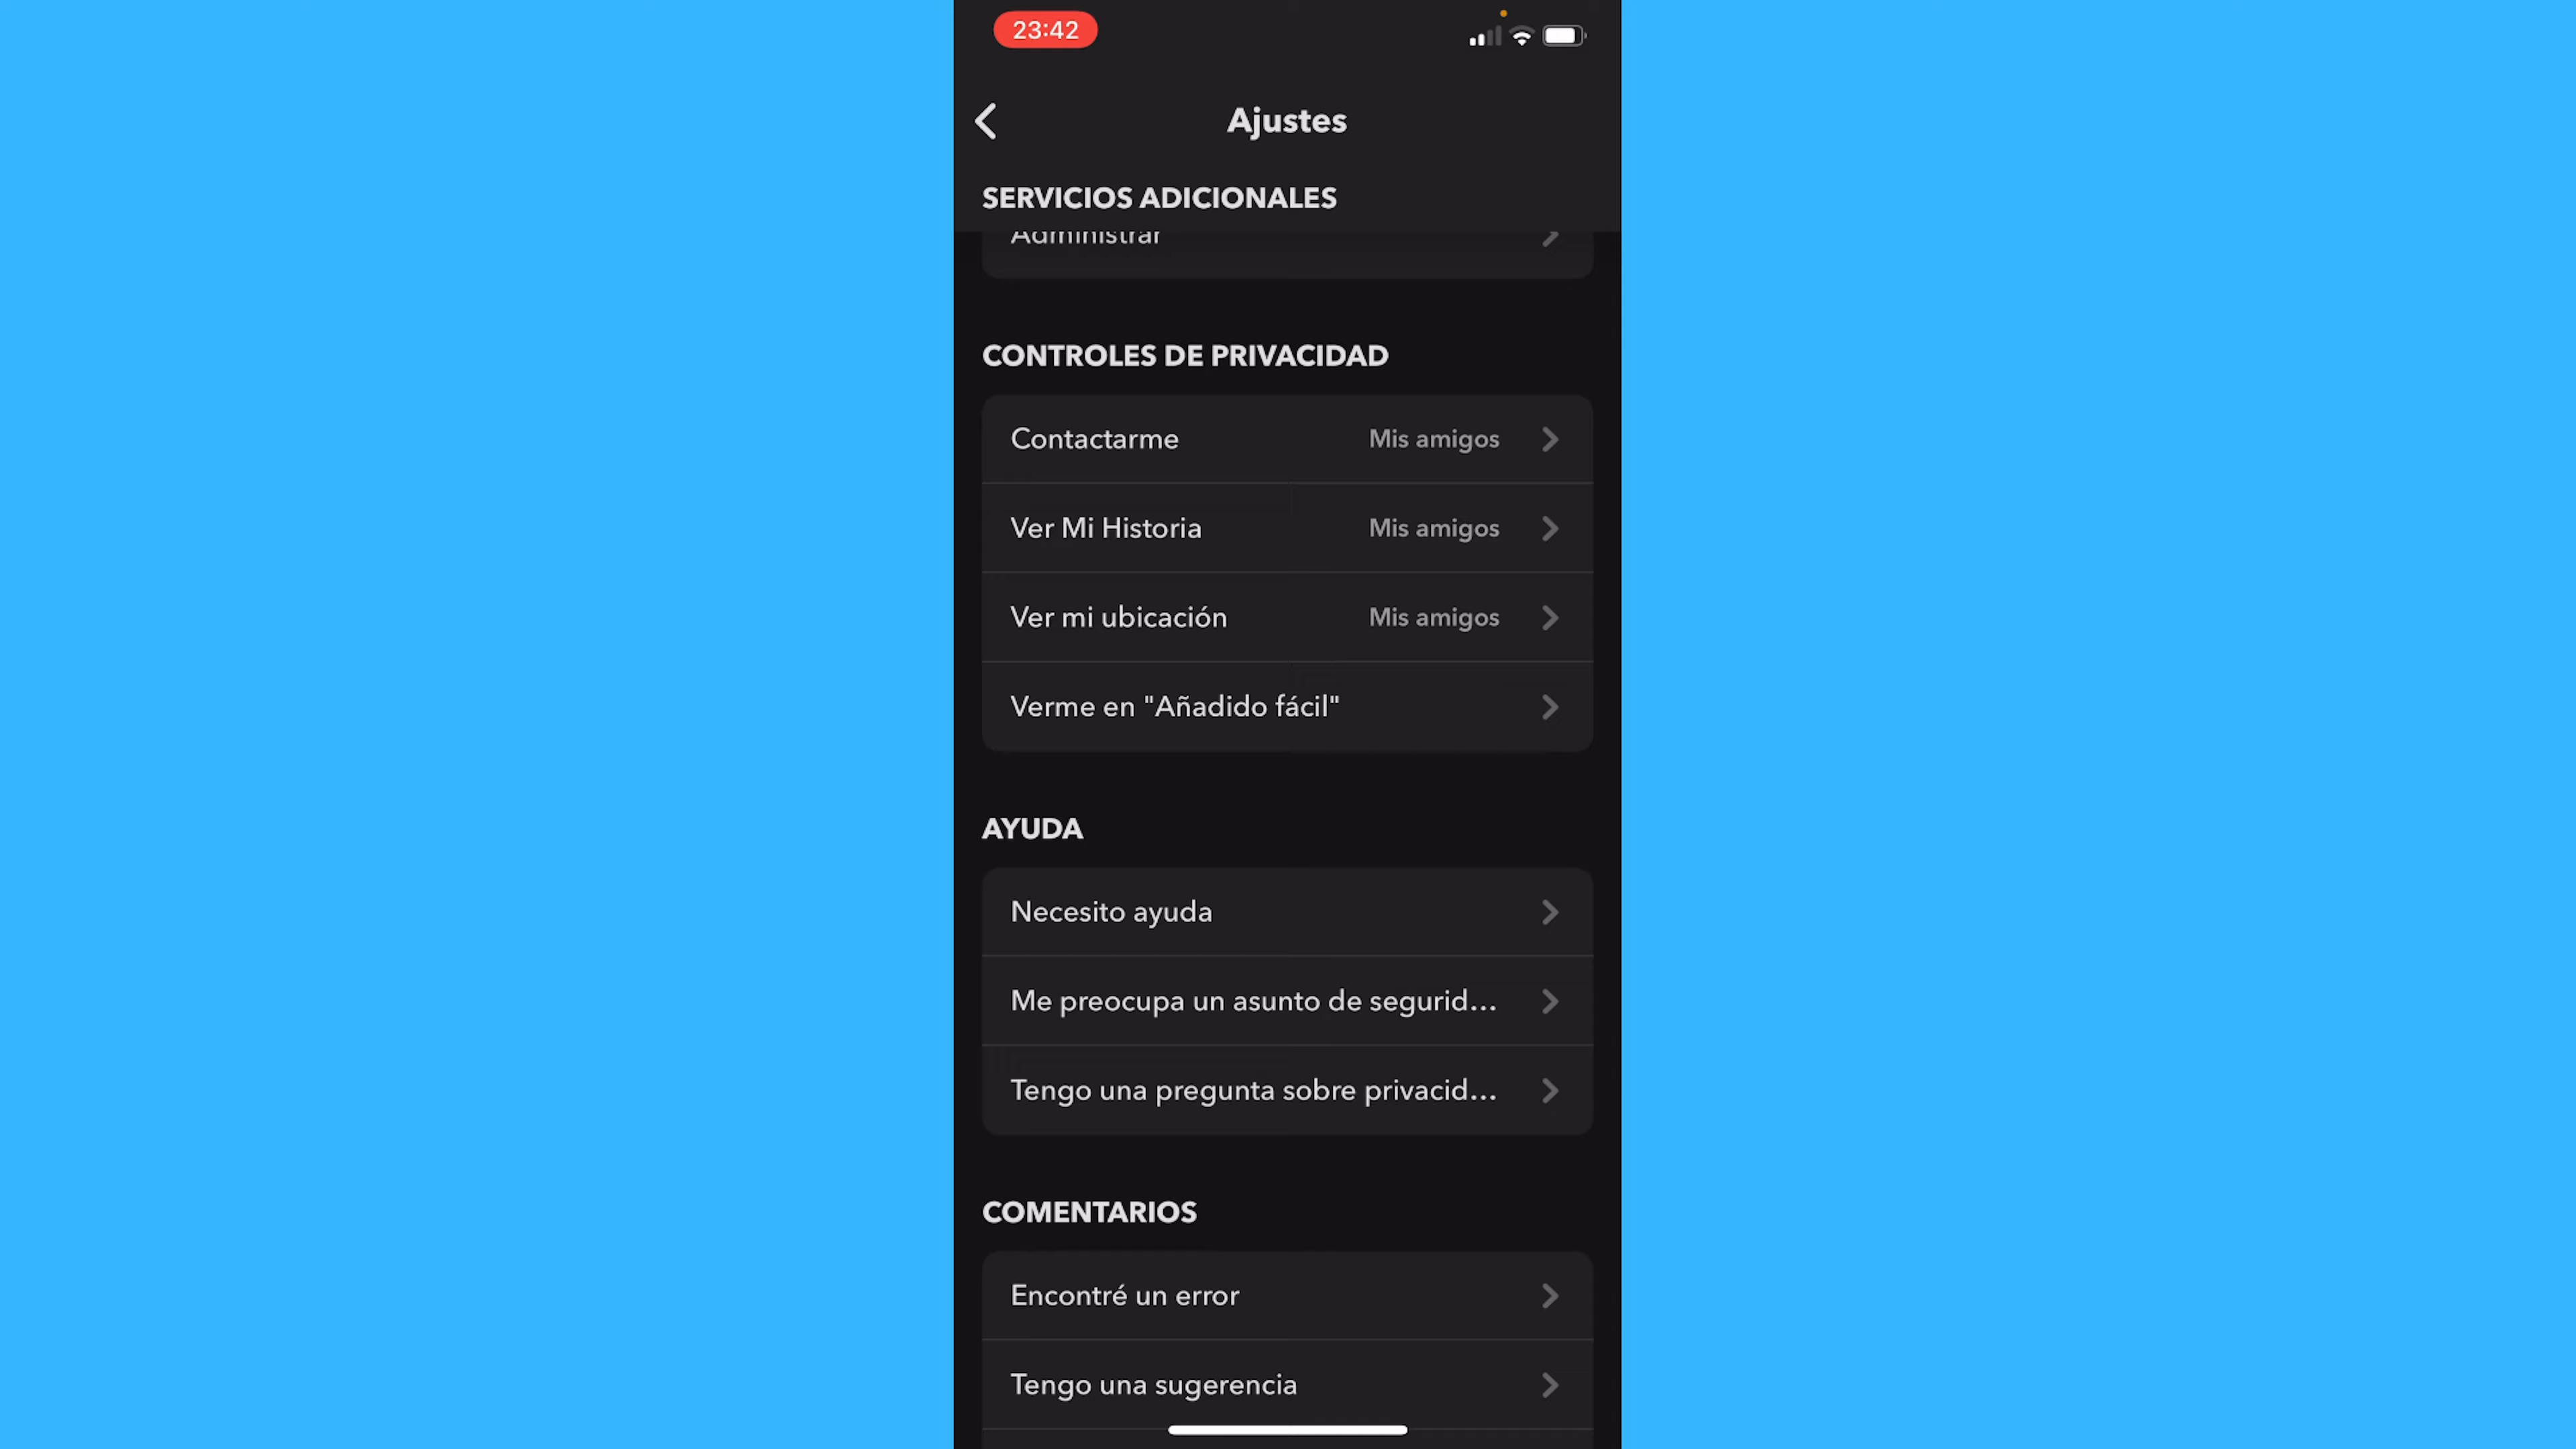 23:42
Ajustes
SERVICIOS ADICIONALES
Administrar
CONTROLES DE PRIVACIDAD
Contactarme Mis amigos
Ver Mi Historia Mis amigos
Ver mi ubicación Mis amigos
Verme en "Añadido fácil"
AYUDA
Necesito ayuda
Me preocupa un asunto de segurid...
Tengo una pregunta sobre privacid...
COMENTARIOS
Encontré un error
Tengo una sugerencia